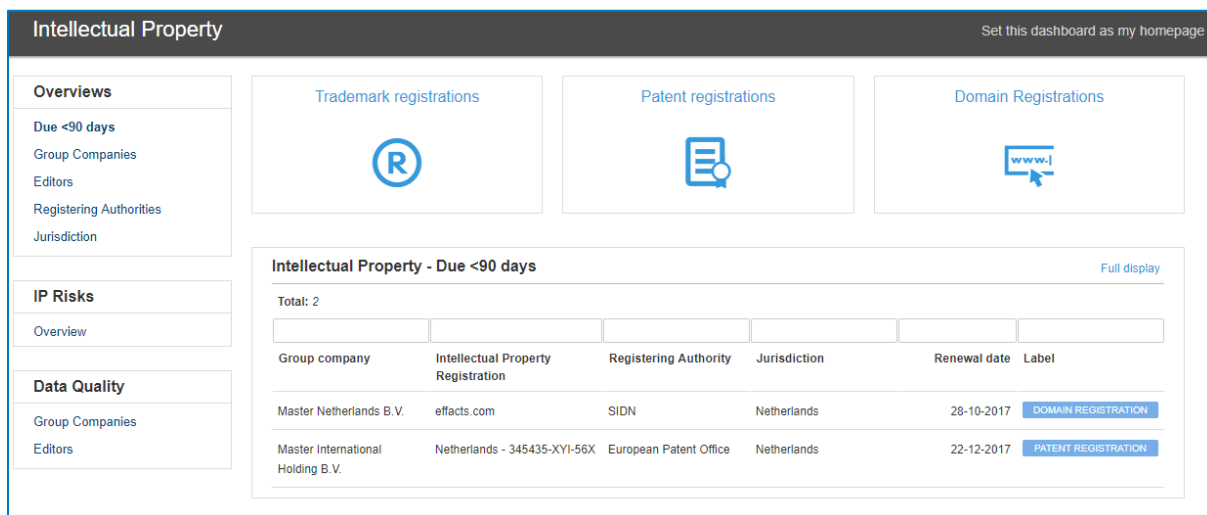 Intellectual Property
Set this dashboard as my homepage
Overviews
Due <90 days
Group Companies
Editors
Registering Authorities
Jurisdiction
IP Risks
Overview
Data Quality
Group Companies
Editors
Trademark registrations
R
Patent registrations
Domain Registrations
www.|
Intellectual Property - Due <90 days
Full display
Total: 2
Group company Intellectual Property Registration Registering Authority Jurisdiction Renewal date Label
Master Netherlands B.V. effacts.com SIDN Netherlands 28-10-2017 DOMAIN REGISTRATION
Master International Holding B.V. Netherlands - 345435-XYI-56X European Patent Office Netherlands 22-12-2017 PATENT REGISTRATION